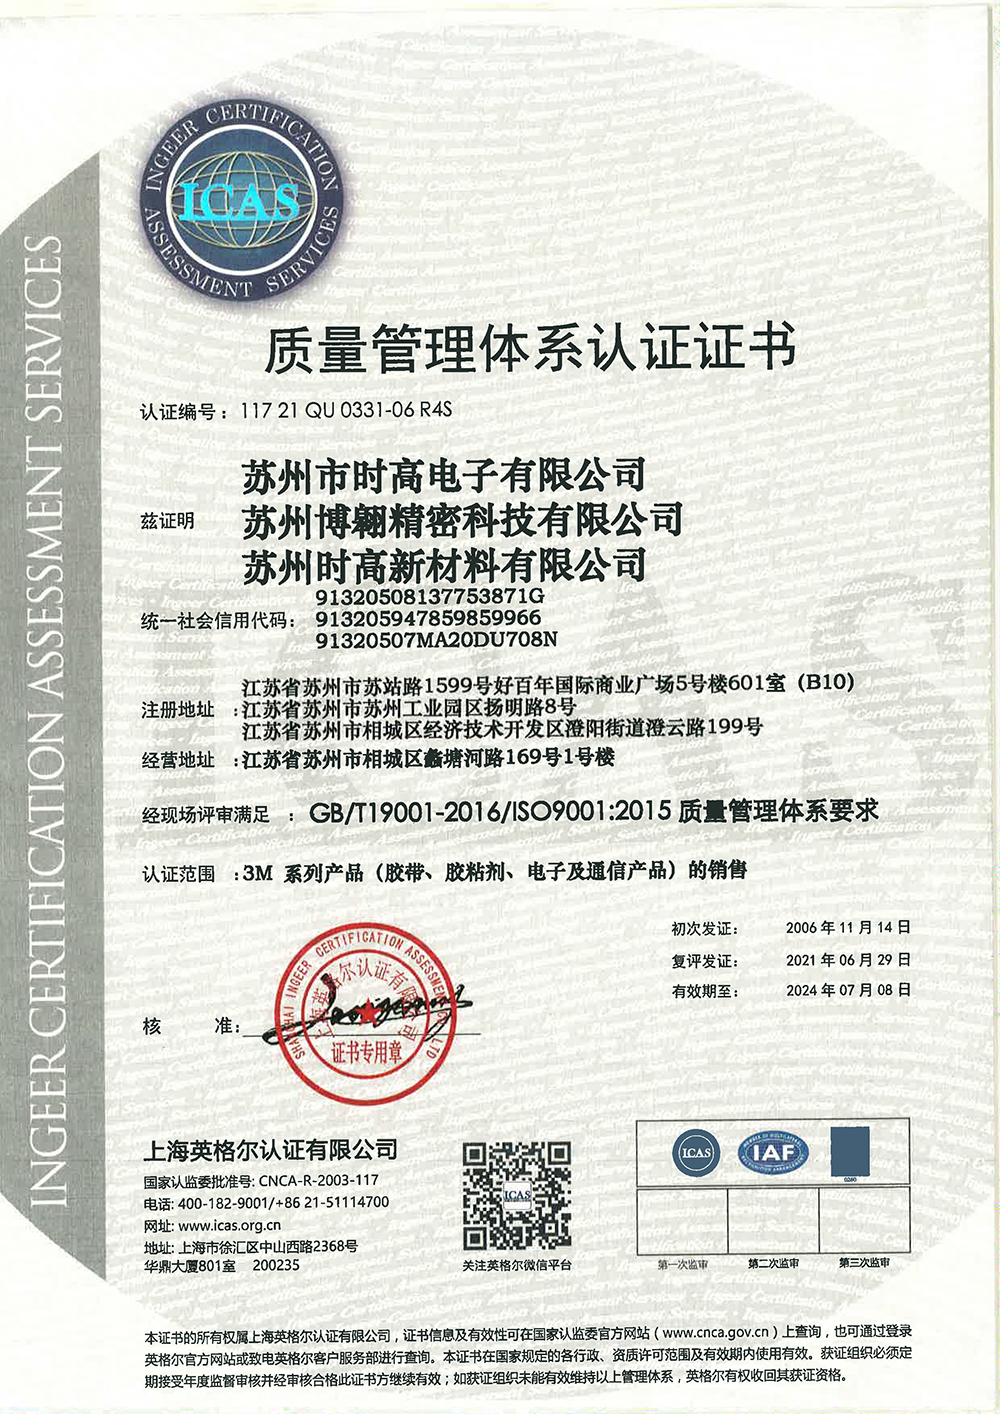 INGEER CERTIFICATION ASSESSMENT SERVICES
INGEER CERTIFICATION
ICAS
ASSESSMENT SERVICES
质量管理体系认证证书
认证编号： 117 21 QU 0331-06 R4S
兹证明
苏州市时高电子有限公司
苏州博翱精密科技有限公司
苏州时高新材料有限公司
统一社会信用代码：
91320508137753871G
913205947859859966
91320507MA20DU708N
注册地址 ：
江苏省苏州市苏站路1599号好百年国际商业广场5号楼601室（B10）
江苏省苏州市苏州工业园区扬明路8号
江苏省苏州市相城区经济技术开发区澄阳街道澄云路199号
经营地址 ：江苏省苏州市相城区蠡塘河路169号1号楼
经现场评审满足 ： GB/T19001-2016/ISO9001:2015 质量管理体系要求
认证范围 ：3M 系列产品（胶带、胶粘剂、电子及通信产品）的销售
初次发证： 2006 年 11 月 14 日
复评发证： 2021 年 06 月 29 日
有效期至： 2024 年 07 月 08 日
核 准：
SHANGHAI INGEER CERTIFICATION ASSESSMENT CO., LTD
上海英格尔认证有限公司
证书专用章
上海英格尔认证有限公司
国家认监委批准号: CNCA-R-2003-117
电话: 400-182-9001/+86 21-51114700
网址: www.icas.org.cn
地址: 上海市徐汇区中山西路2368号
华鼎大厦801室 200235
ICAS
关注英格尔微信平台
ICAS
MEMBER OF MULTILATERAL
IAF
RECOGNITION ARRANGEMENT
0280
第一次监审 第二次监审 第三次监审
本证书的所有权属上海英格尔认证有限公司，证书信息及有效性可在国家认监委官方网站（www.cnca.gov.cn）上查询，也可通过登录
英格尔官方网站或致电英格尔客户服务部进行查询。本证书在国家规定的各行政、资质许可范围及有效期内使用有效。获证组织必须定
期接受年度监督审核并经审核合格此证书方继续有效；如获证组织未能有效维持以上管理体系，英格尔有权收回其获证资格。